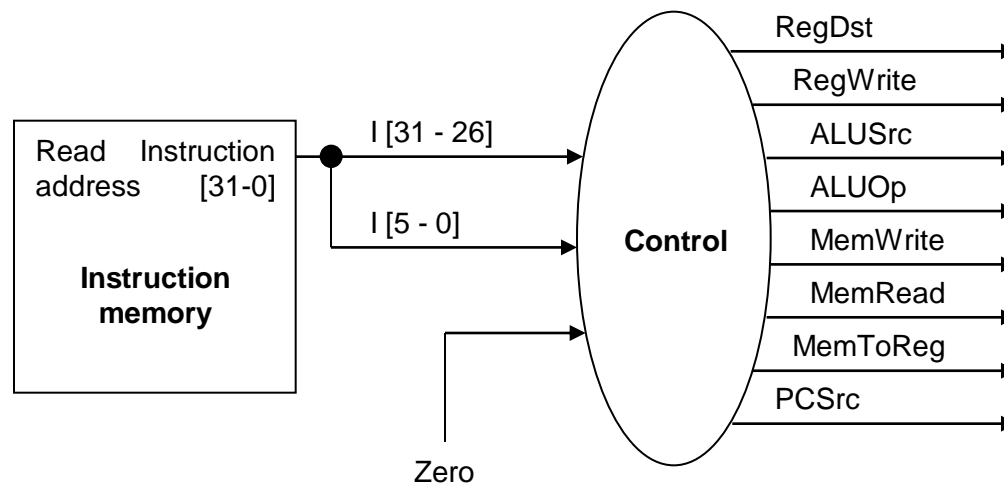 RegDst
RegWrite
I [31 - 26]
ALUSrc
Read Instruction
address [31-0]
ALUOp
I [5 - 0]
Control
MemWrite
Instruction
memory
MemRead
MemToReg
PCSrc
Zero